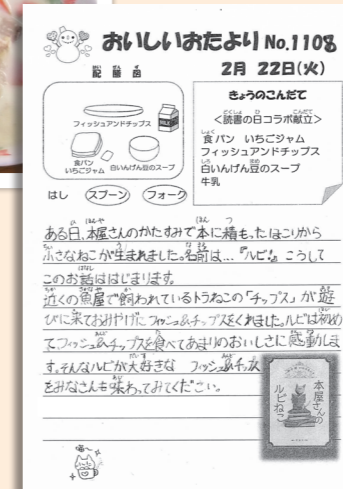 おいしいおたより No.1108
配膳図
2月 22日(火)
フィッシュアンドチップス
牛乳
食パン
いちごジャム
白いんげん豆のスープ
はし スプーン フォーク
きょうのこんだて
<読書の日コラボ献立>
食パン いちごジャム
フィッシュアンドチップス
白いんげん豆のスープ
牛乳
ある日、本屋さんのかたすみで本に積もったほこりから
小さなねこが生まれました。名前は…『ルビ』。こうして
このお話ははじまります。
近くの魚屋で飼われているトラねこの「チップス」が遊
びに来ておみやげにフィッシュ&チップスをくれました。ルビは初め
てフィッシュ&チップスを食べてあまりのおいしさに感動しま
す。そんなルビが大好きな フィッシュ&チップス
をみなさんも味わってみてください。
本屋さんの
ルビねこ